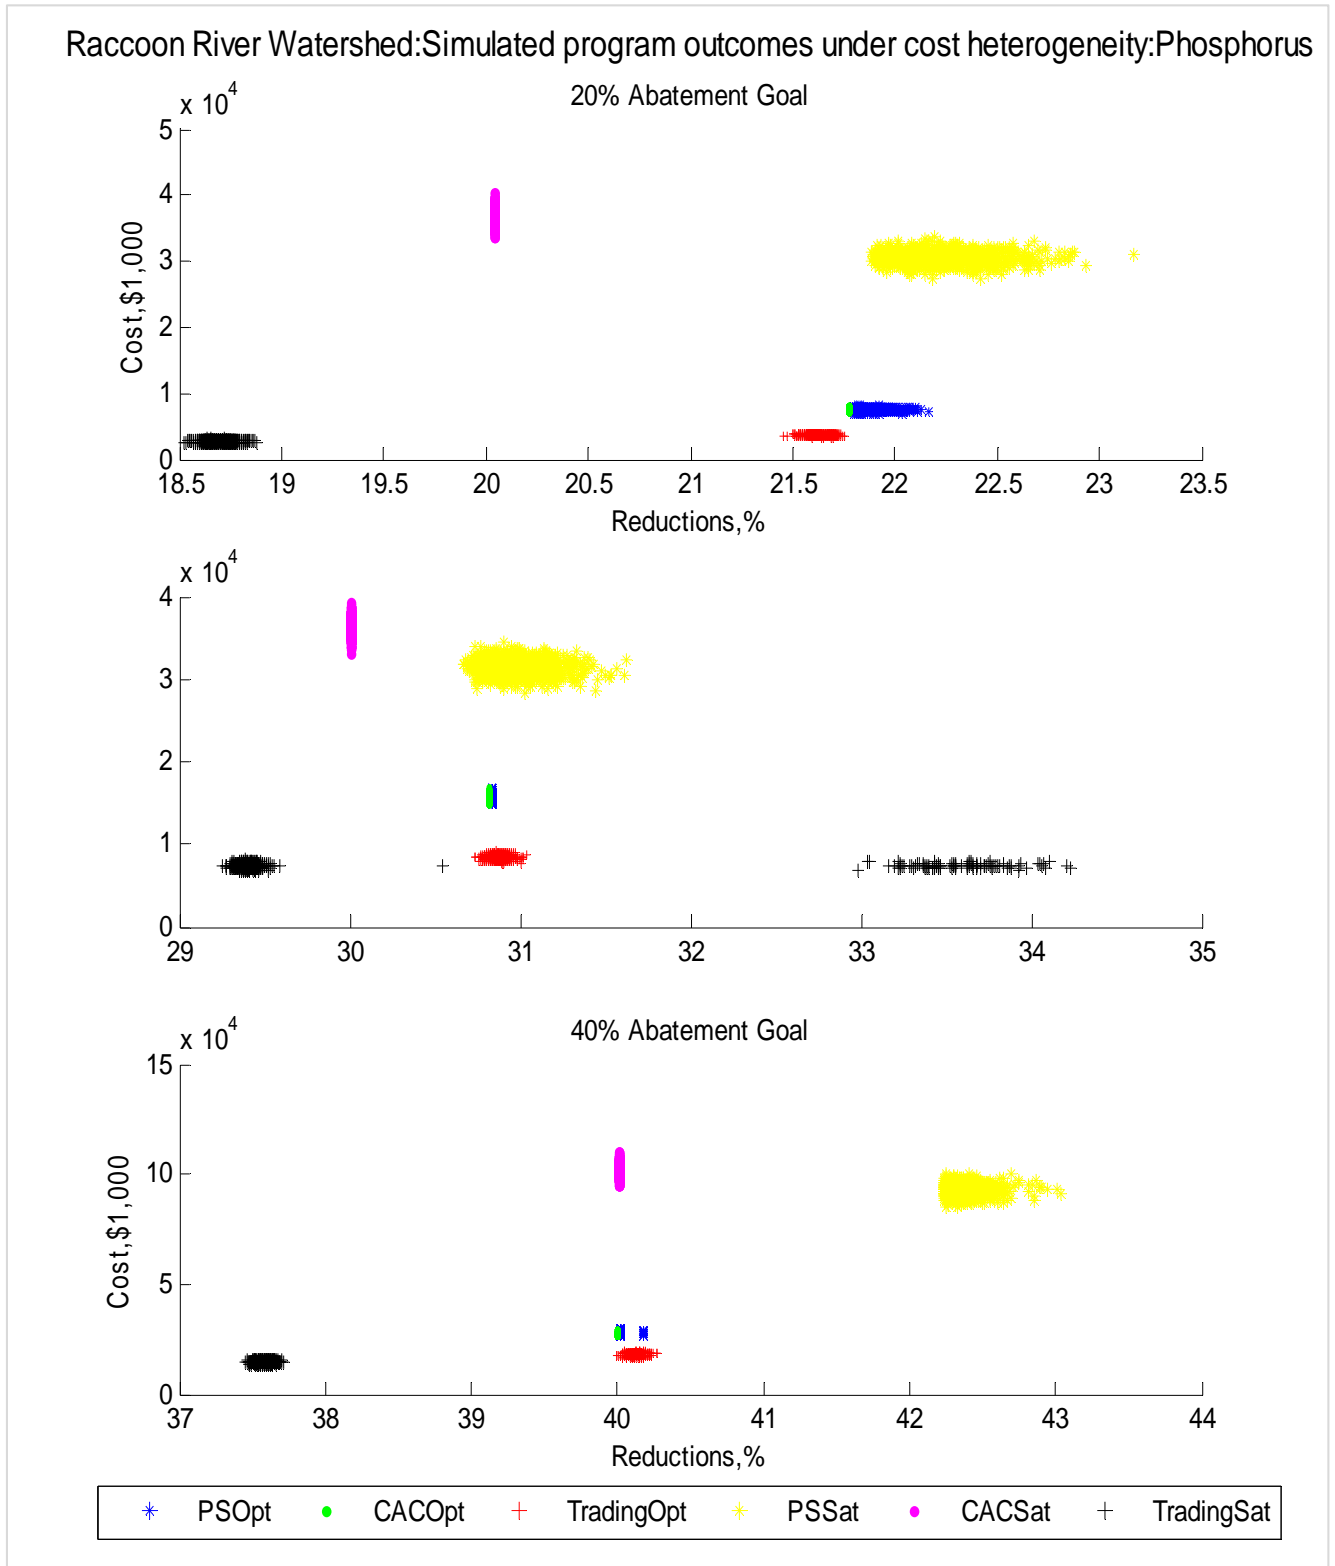 Raccoon River Watershed:Simulated program outcomes under cost heterogeneity:Phosphorus
20% Abatement Goal
x 10^4
5
4
3
2
1
0
Cost,$1,000
18.5 19 19.5 20 20.5 21 21.5 22 22.5 23 23.5
Reductions,%
x 10^4
4
3
2
1
0
29 30 31 32 33 34 35
40% Abatement Goal
x 10^4
15
10
5
0
Cost,$1,000
37 38 39 40 41 42 43 44
Reductions,%
PSOpt CACOpt TradingOpt PSSat CACSat TradingSat